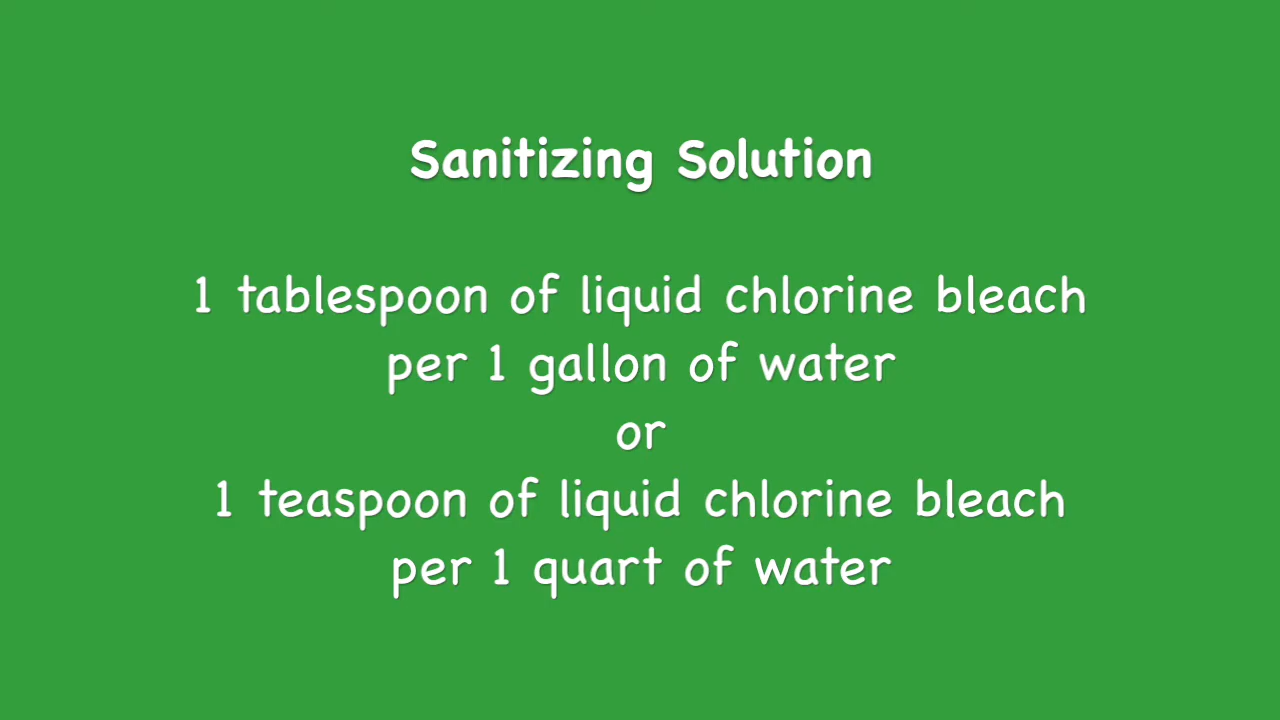 Sanitizing Solution
1 tablespoon of liquid chlorine bleach
per 1 gallon of water
or
1 teaspoon of liquid chlorine bleach
per 1 quart of water